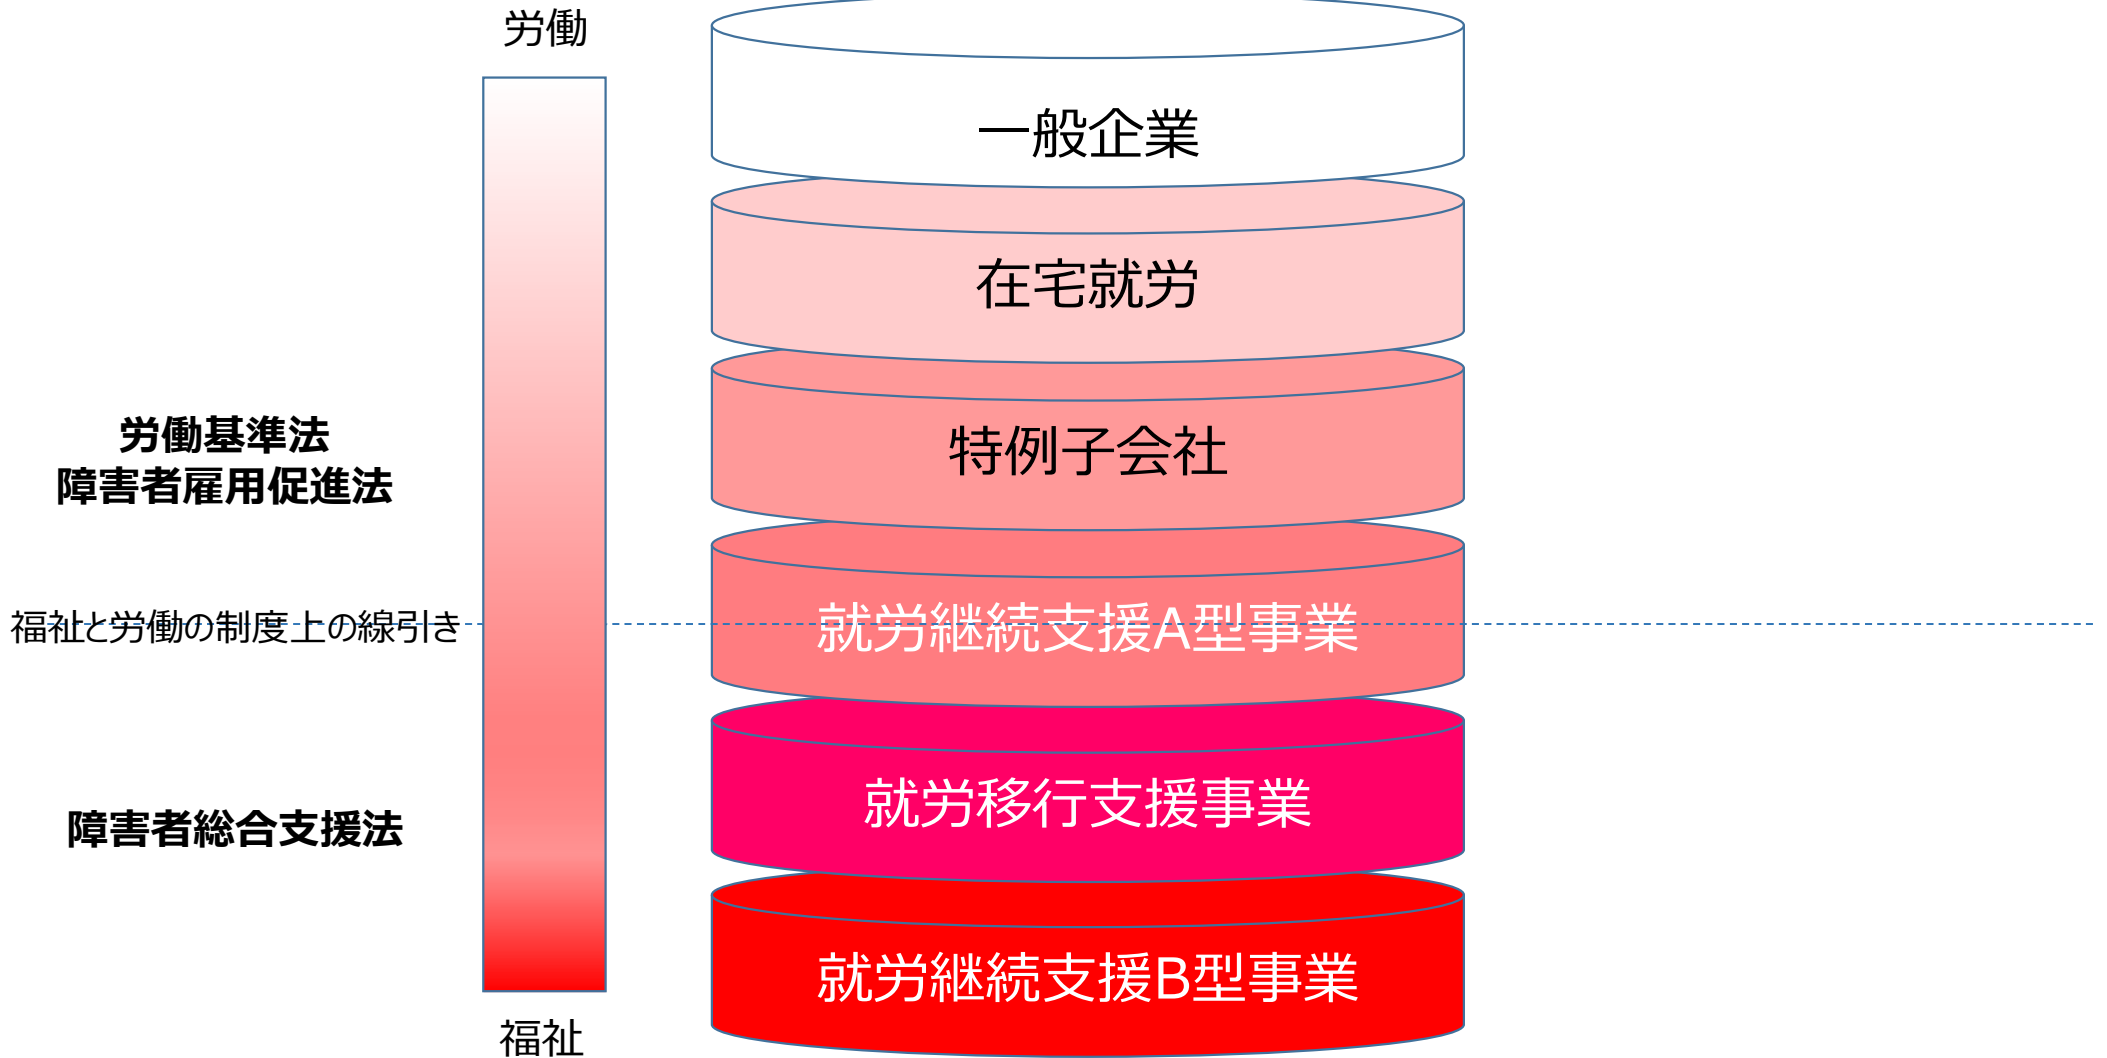 労働
一般企業
在宅就労
特例子会社
労働基準法
障害者雇用促進法
福祉と労働の制度上の線引き
就労継続支援A型事業
就労移行支援事業
障害者総合支援法
就労継続支援B型事業
福祉